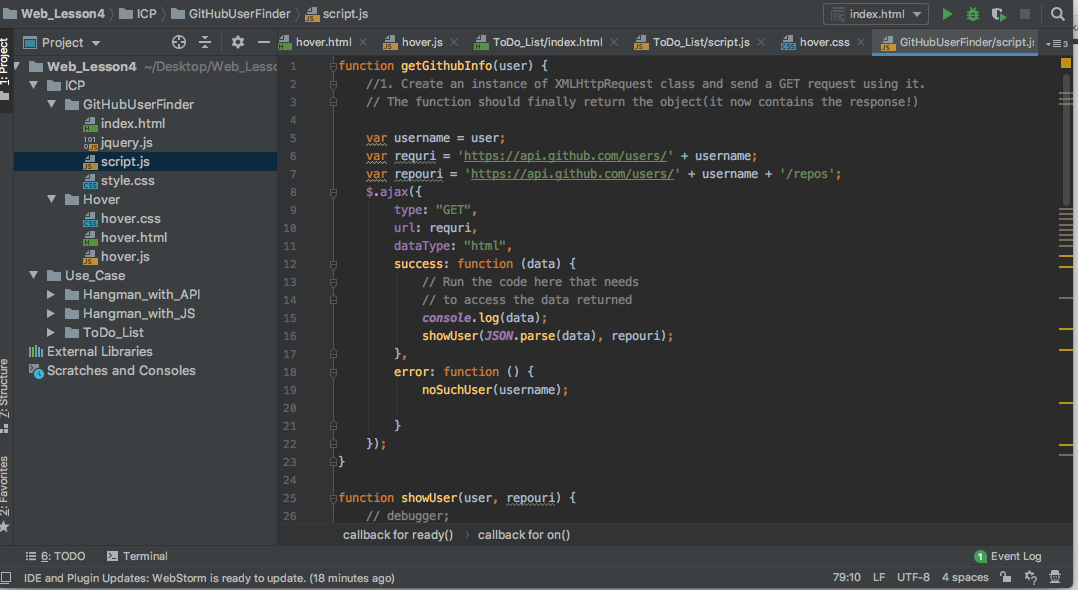 Web_Lesson4 ICP GitHubUserFinder script.js index.html
1: Project
Project
hover.html hover.js ToDo_List/index.html ToDo_List/script.js hover.css GitHubUserFinder/script.js 3
Web_Lesson4 ~/Desktop/Web_Lesso
ICP
GitHubUserFinder
index.html
jquery.js
script.js
style.css
Hover
hover.css
hover.html
hover.js
Use_Case
Hangman_with_API
Hangman_with_JS
ToDo_List
External Libraries
Scratches and Consoles
7: Structure
2: Favorites
1 function getGithubInfo(user) {
2 //1. Create an instance of XMLHttpRequest class and send a GET request using it.
3 // The function should finally return the object(it now contains the response!)
4
5 var username = user;
6 var requri = 'https://api.github.com/users/' + username;
7 var repouri = 'https://api.github.com/users/' + username + '/repos';
8 $.ajax({
9 type: "GET",
10 url: requri,
11 dataType: "html",
12 success: function (data) {
13 // Run the code here that needs
14 // to access the data returned
15 console.log(data);
16 showUser(JSON.parse(data), repouri);
17 },
18 error: function () {
19 noSuchUser(username);
20
21 }
22 });
23 }
24
25 function showUser(user, repouri) {
26 // debugger;
callback for ready() callback for on()
6: TODO Terminal 1 Event Log
IDE and Plugin Updates: WebStorm is ready to update. (18 minutes ago) 79:10 LF UTF-8 4 spaces